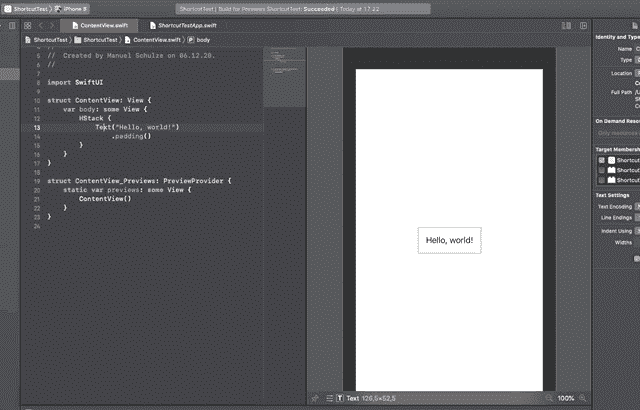 ShortcutTest
iPhone 8
ShortcutTest | Build for Previews ShortcutTest: Succeeded | Today at 17:22
ContentView.swift
ShortcutTestApp.swift
ShortcutTest
ShortcutTest
ContentView.swift
P body
5 //  Created by Manuel Schulze on 06.12.20.
6 //
7
8 import SwiftUI
9
10 struct ContentView: View {
11     var body: some View {
12         HStack {
13             Text("Hello, world!")
14                 .padding()
15         }
16     }
17 }
18
19 struct ContentView_Previews: PreviewProvider {
20     static var previews: some View {
21         ContentView()
22     }
23 }
24
Hello, world!
T Text 126,5×52,5
100%
Identity and Type
Name
Type
Location
Full Path
On Demand Resou
Only resources
Target Membersh
Shortcut
Shortcut
Shortcut
Text Settings
Text Encoding
Line Endings
Indent Using
Widths